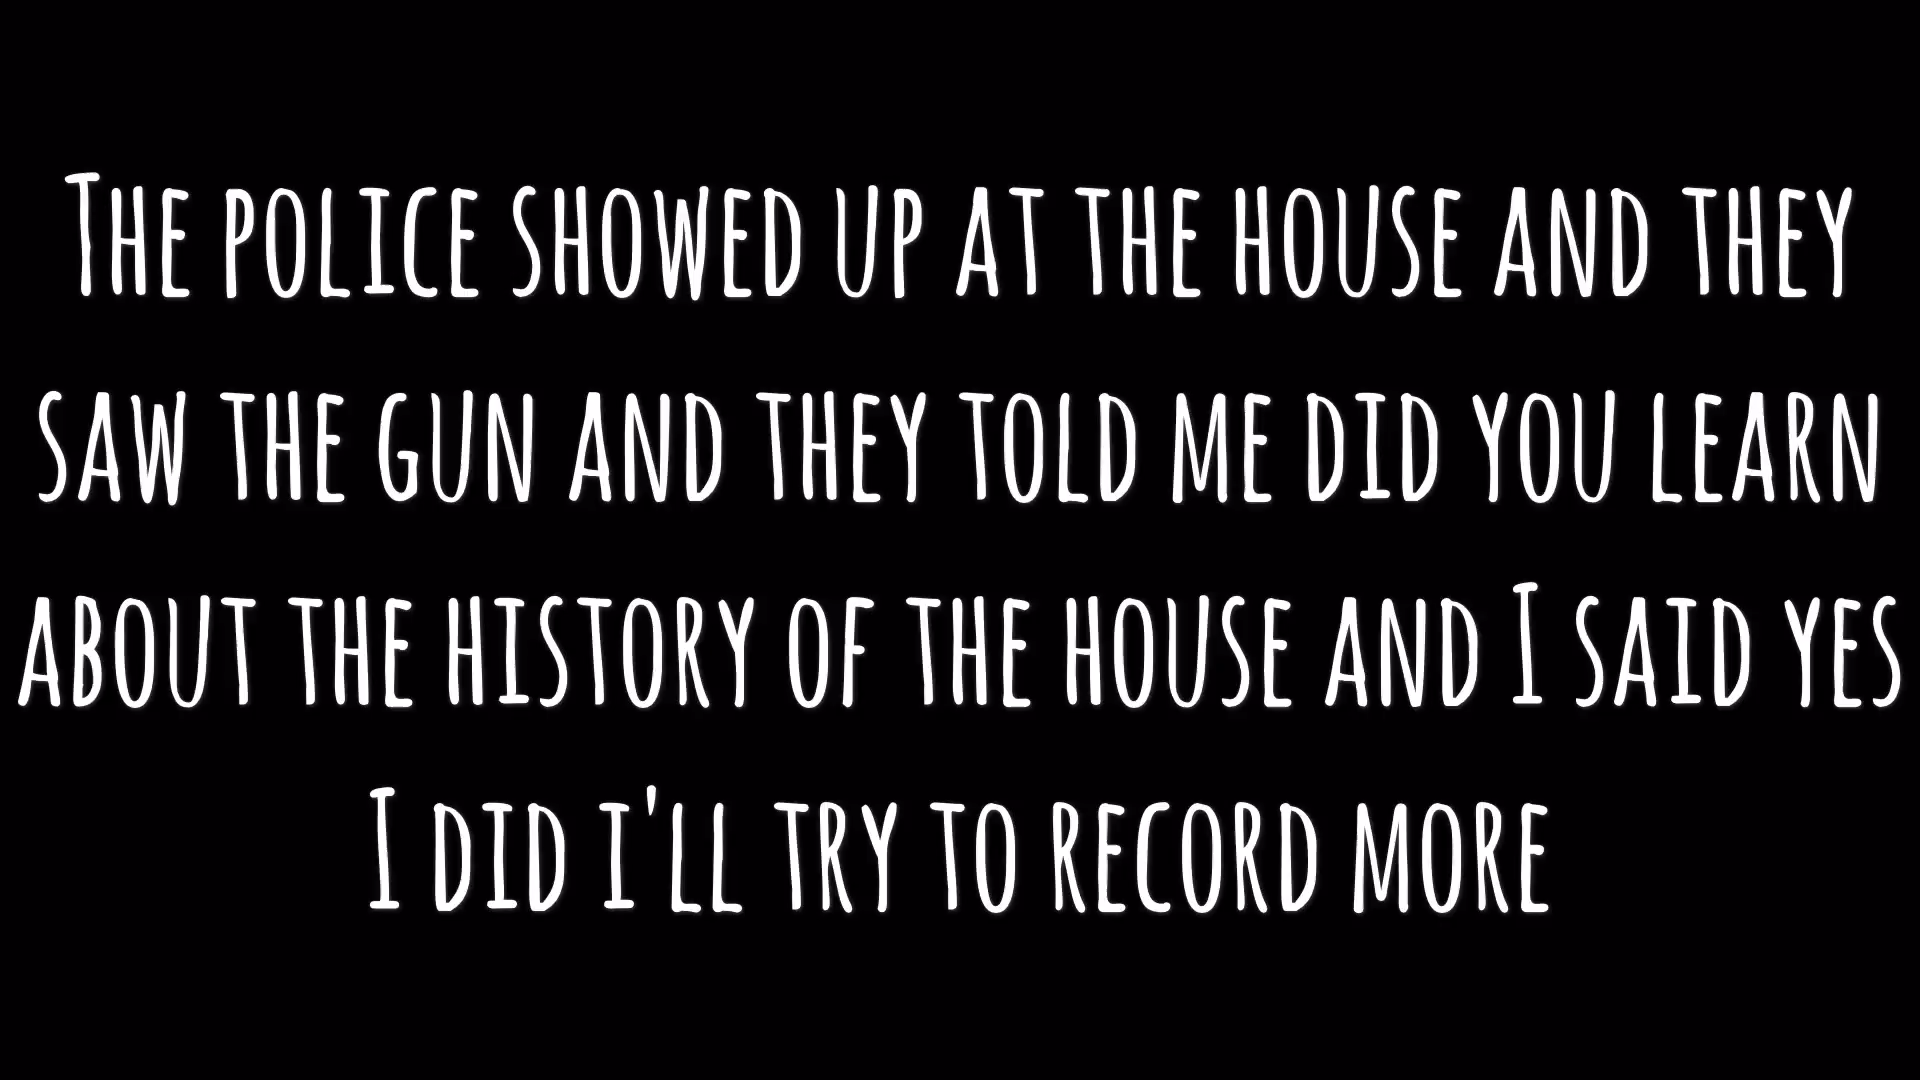 The police showed up at the house and they
saw the gun and they told me did you learn
about the history of the house and I said yes
I did i'll try to record more